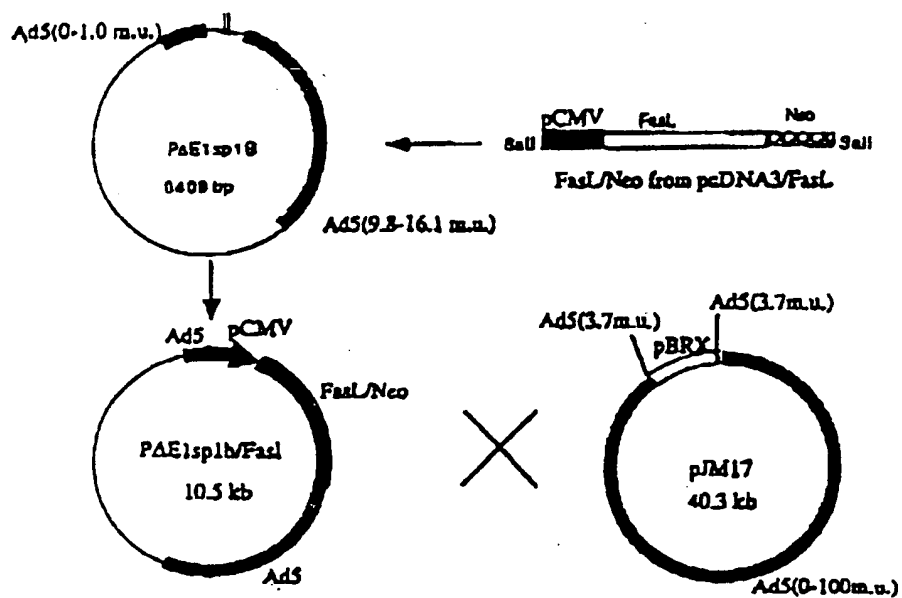 Ad5(0-1.0 m.u.)
PΔE1sp1B
6409 bp
Ad5(9.8-16.1 m.u.)
pCMV FasL Neo
SalI SalI
FasL/Neo from pcDNA3/FasL
Ad5 pCMV
FasL/Neo
PΔE1sp1b/Fasl
10.5 kb
Ad5
Ad5(3.7m.u.)
Ad5(3.7m.u.)
pBRX
pJM17
40.3 kb
Ad5(0-100m.u.)